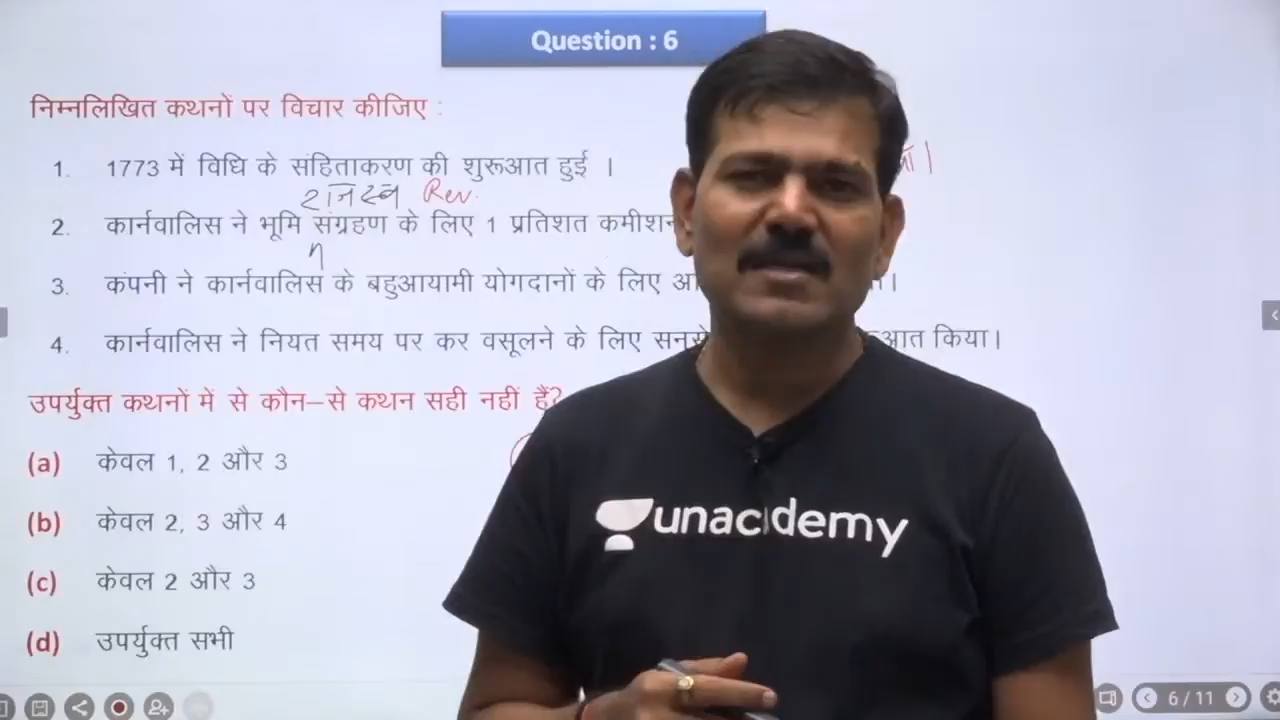 Question : 6
निम्नलिखित कथनों पर विचार कीजिए :
1. 1773 में विधि के संहिताकरण की शुरूआत हुई ।
राजस्व Rev.
2. कार्नवालिस ने भूमि संग्रहण के लिए 1 प्रतिशत कमीशन
3. कंपनी ने कार्नवालिस के बहुआयामी योगदानों के लिए
4. कार्नवालिस ने नियत समय पर कर वसूलने के लिए किया।
उपर्युक्त कथनों में से कौन–से कथन सही नहीं हैं?
(a) केवल 1, 2 और 3
(b) केवल 2, 3 और 4
(c) केवल 2 और 3
(d) उपर्युक्त सभी
unacademy
6 / 11